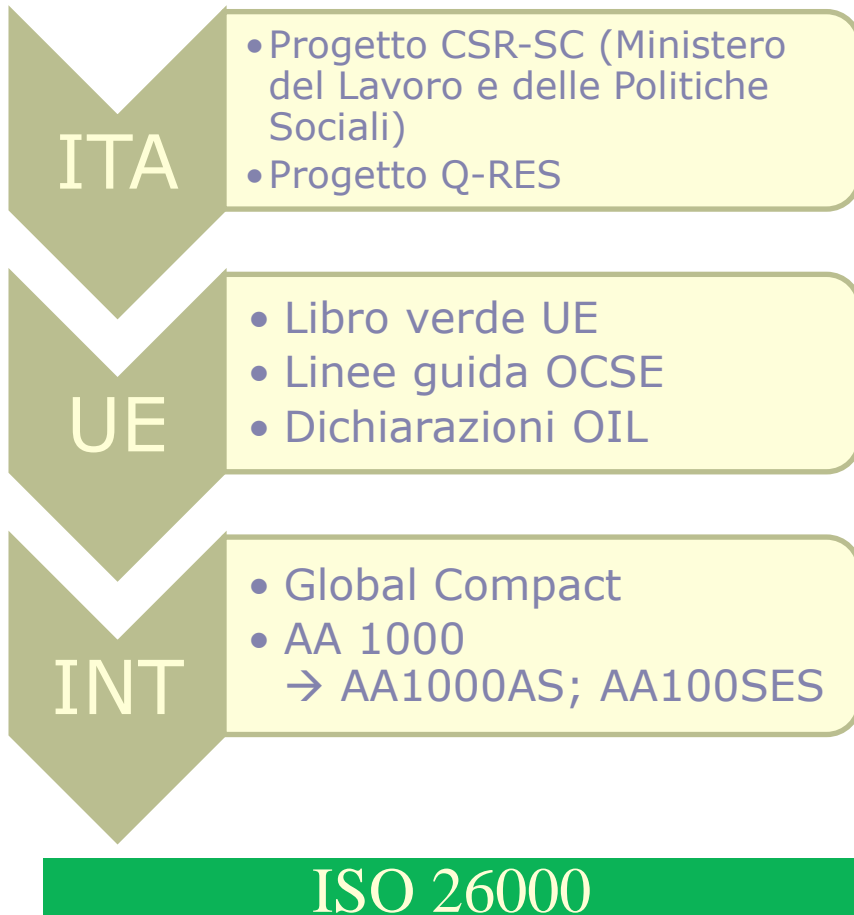 ITA
•Progetto CSR-SC (Ministero
del Lavoro e delle Politiche
Sociali)
•Progetto Q-RES
UE
• Libro verde UE
• Linee guida OCSE
• Dichiarazioni OIL
INT
• Global Compact
• AA 1000
→ AA1000AS; AA100SES
ISO 26000